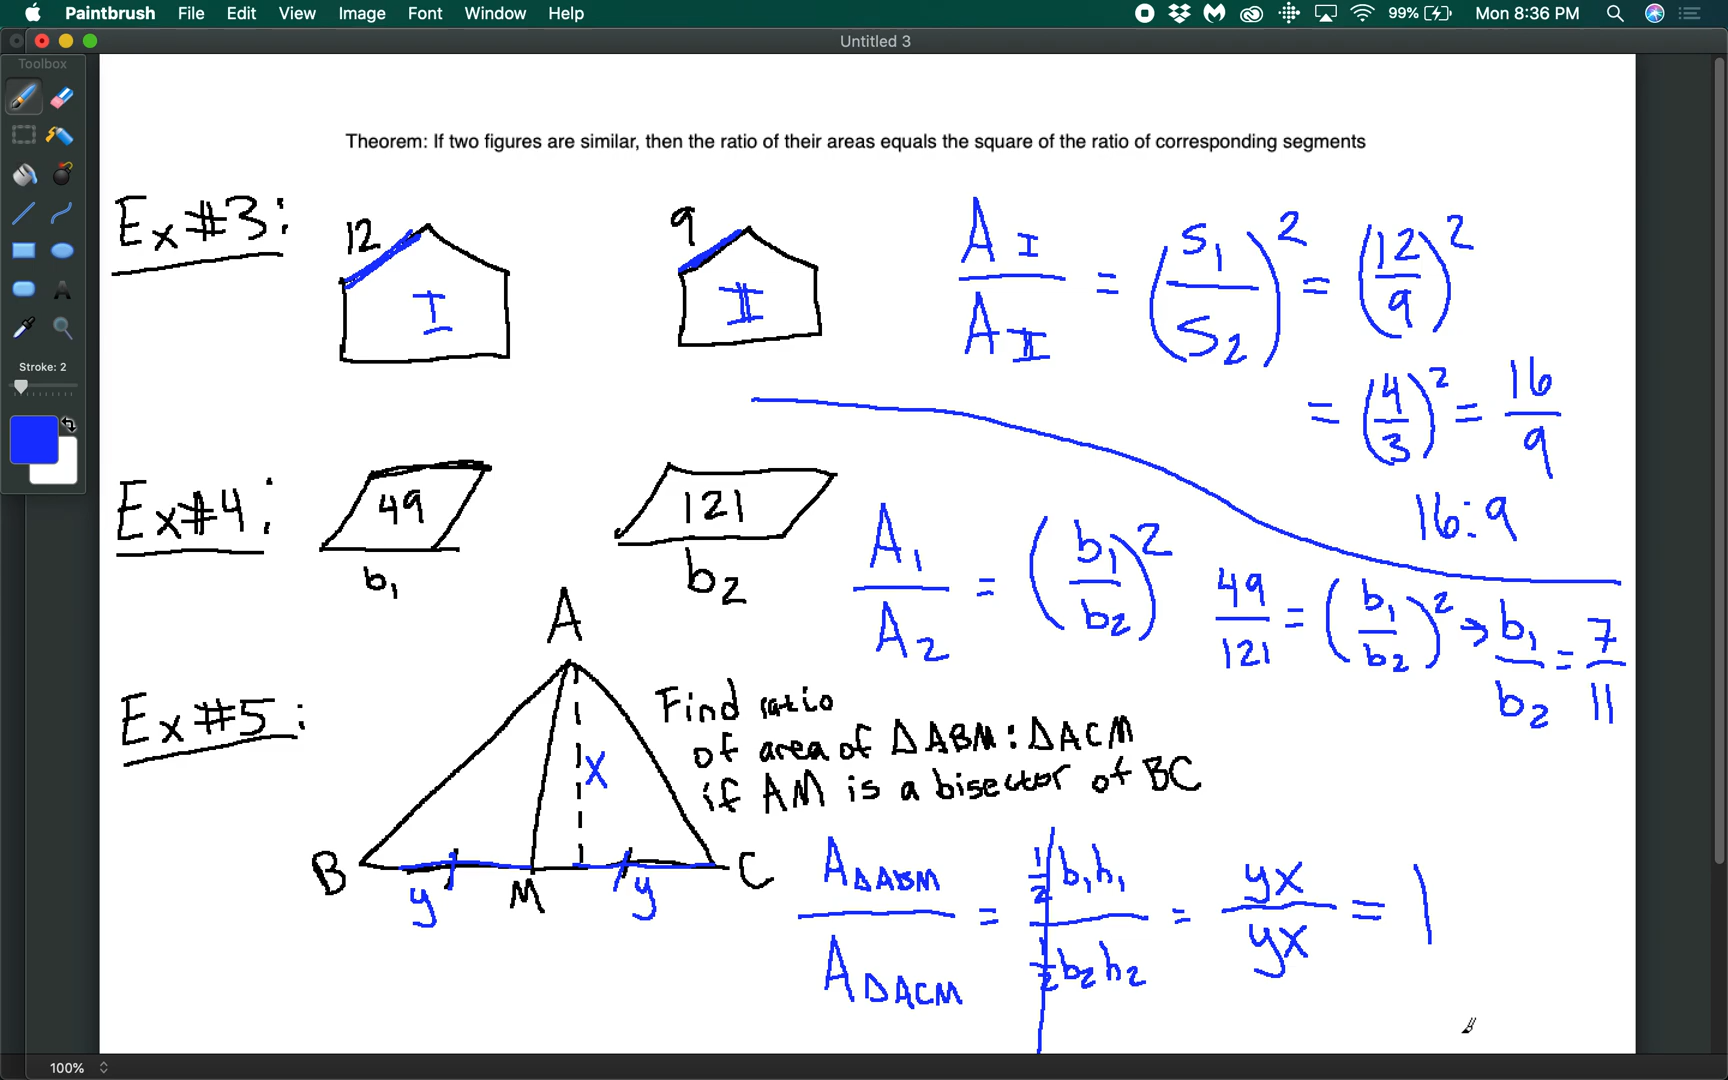 Paintbrush File Edit View Image Font Window Help 99% Mon 8:36 PM
Untitled 3
Toolbox
Stroke: 2
Theorem: If two figures are similar, then the ratio of their areas equals the square of the ratio of corresponding segments
Ex#3:
12
I
9
II
A I / A II = (S1 / S2)^2 = (12/9)^2
= (4/3)^2 = 16/9
16:9
Ex#4:
49
b1
121
b2
A1 / A2 = (b1/b2)^2
49/121 = (b1/b2)^2 → b1/b2 = 7/11
Ex#5:
A
x
B
y
M
y
C
Find ratio
of area of ΔABM : ΔACM
if AM is a bisector of BC
AΔABM / AΔACM = 1/2 b1h1 / 1/2 b2h2 = yx / yx = 1
100%